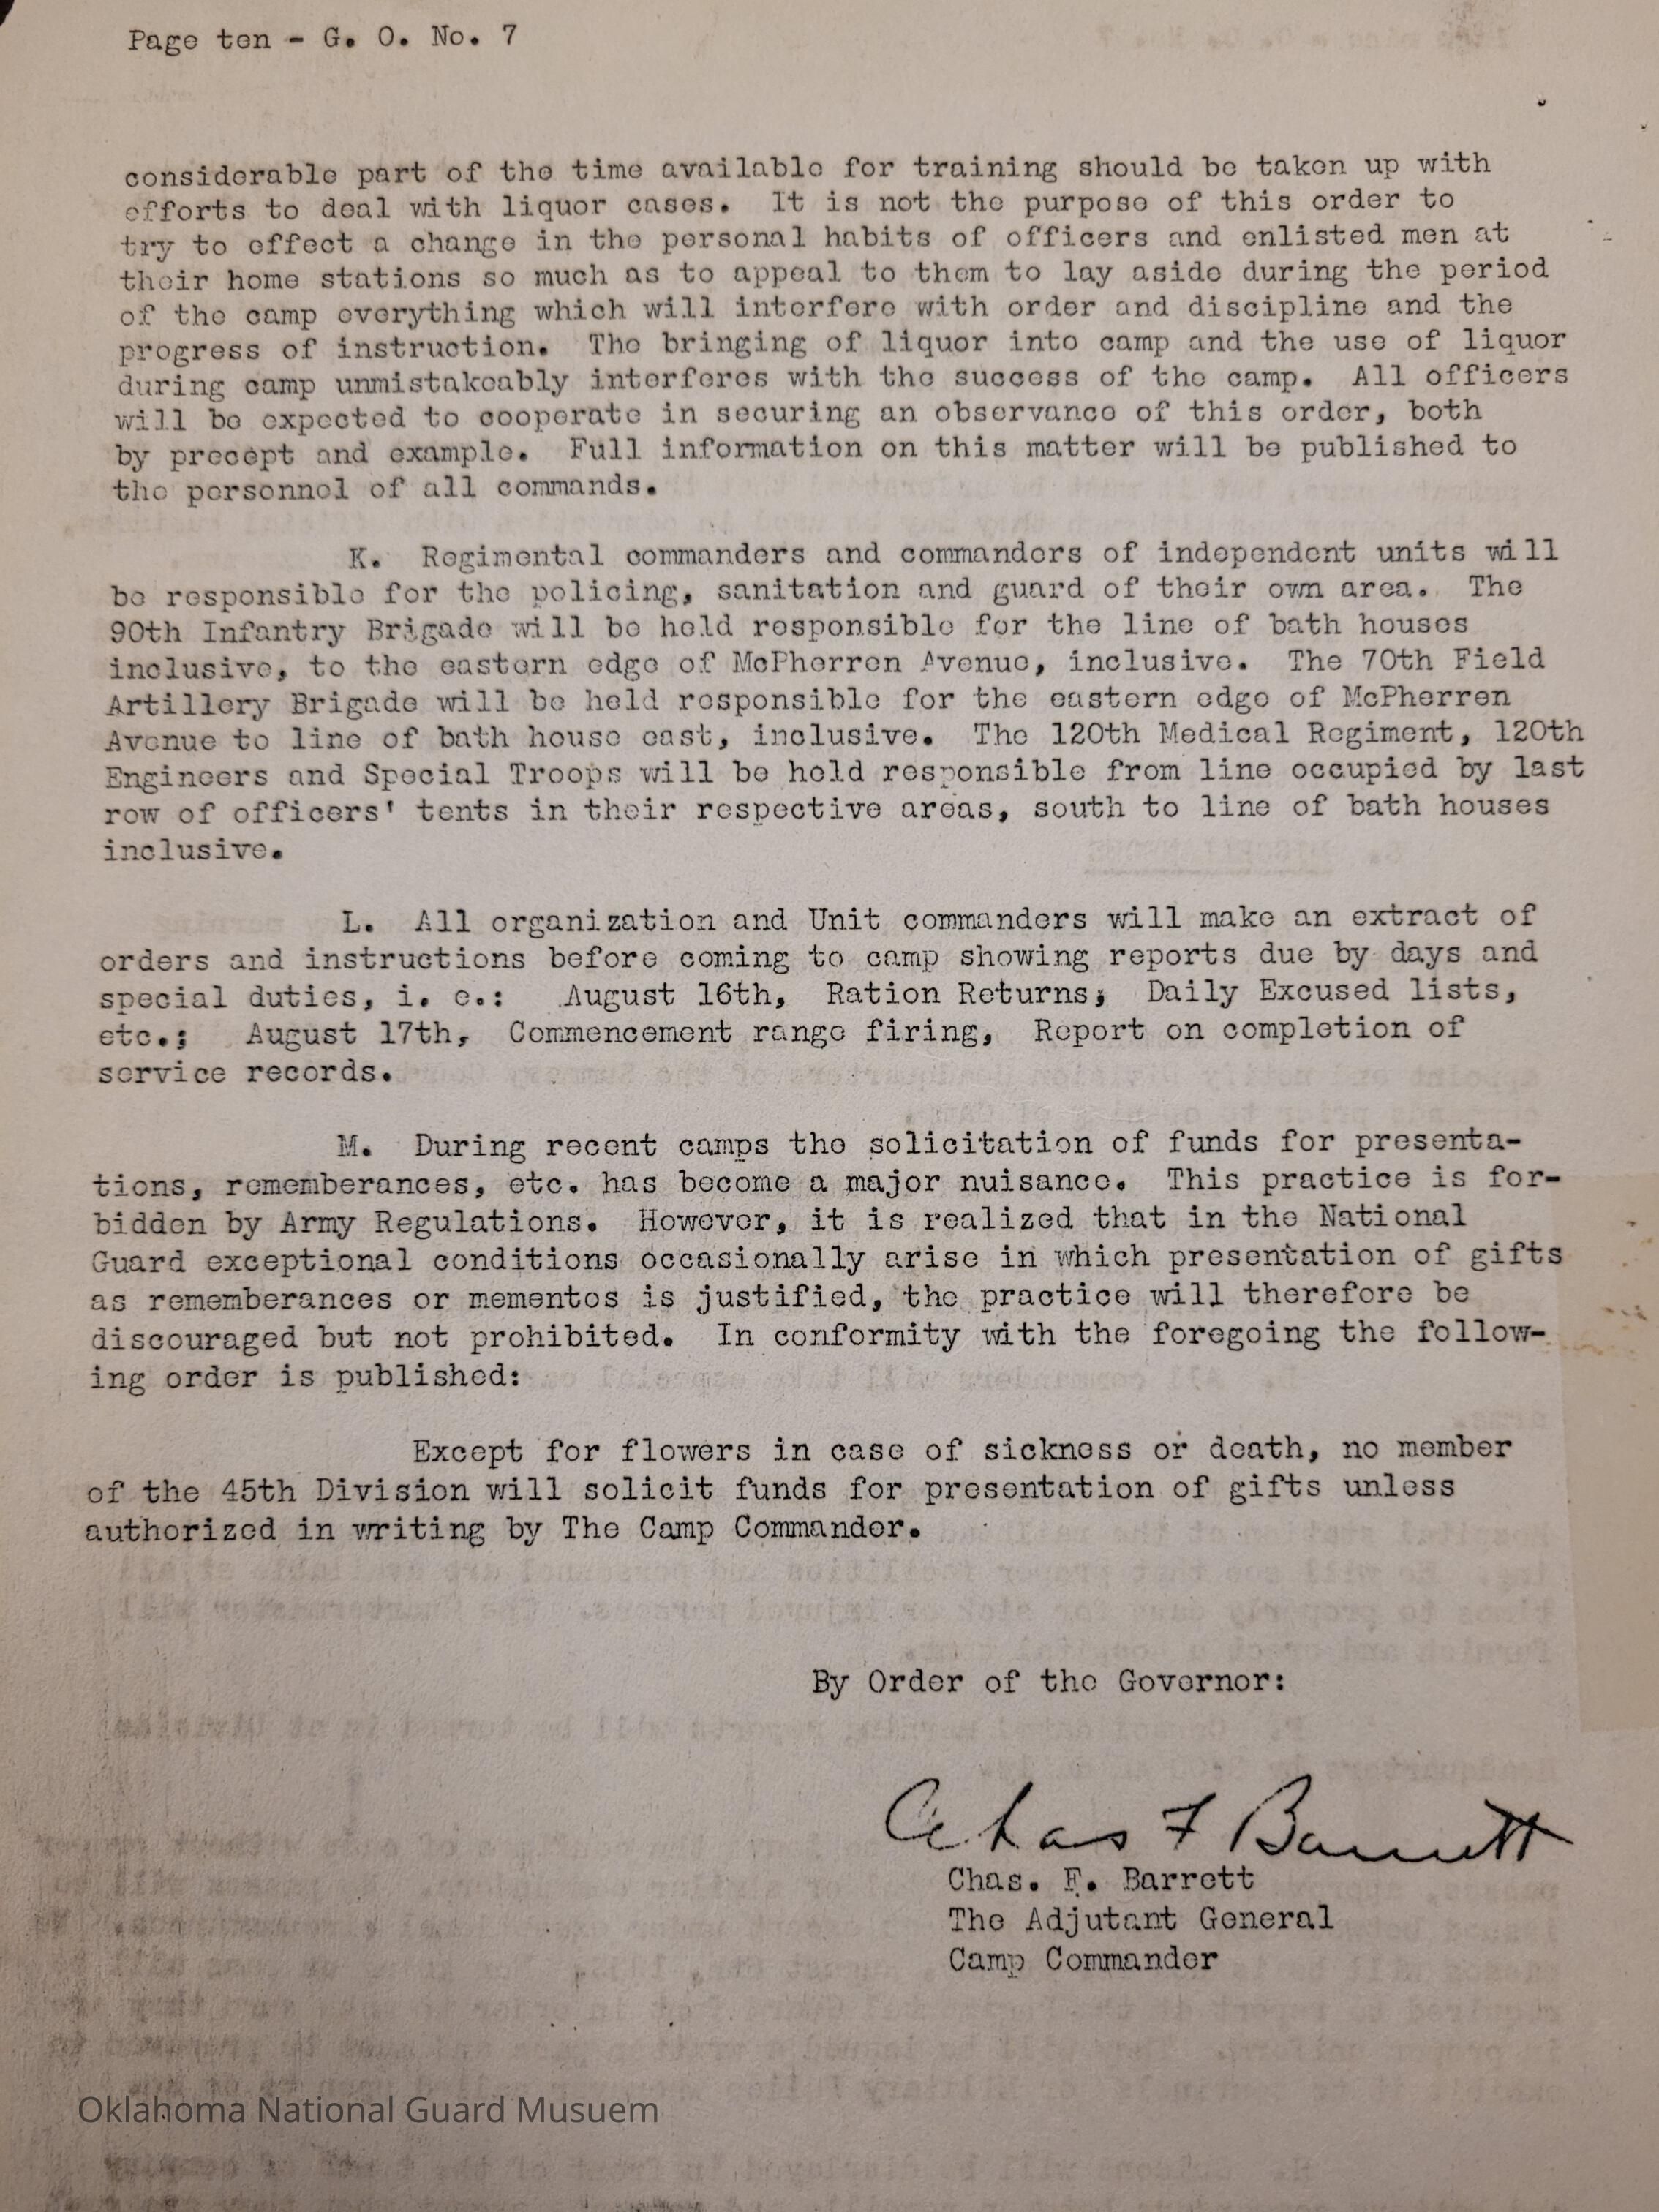 Page ten - G. O. No. 7
considerable part of the time available for training should be taken up with
efforts to deal with liquor cases.  It is not the purpose of this order to
try to effect a change in the personal habits of officers and enlisted men at
their home stations so much as to appeal to them to lay aside during the period
of the camp everything which will interfere with order and discipline and the
progress of instruction.  The bringing of liquor into camp and the use of liquor
during camp unmistakeably interferes with the success of the camp.  All officers
will be expected to cooperate in securing an observance of this order, both
by precept and example.  Full information on this matter will be published to
the personnel of all commands.
K.  Regimental commanders and commanders of independent units will
be responsible for the policing, sanitation and guard of their own area.  The
90th Infantry Brigade will be held responsible for the line of bath houses
inclusive, to the eastern edge of McPherren Avenue, inclusive.  The 70th Field
Artillery Brigade will be held responsible for the eastern edge of McPherren
Avenue to line of bath house east, inclusive.  The 120th Medical Regiment, 120th
Engineers and Special Troops will be held responsible from line occupied by last
row of officers' tents in their respective areas, south to line of bath houses
inclusive.
L.  All organization and Unit commanders will make an extract of
orders and instructions before coming to camp showing reports due by days and
special duties, i. e.:  August 16th,  Ration Returns;  Daily Excused lists,
etc.;  August 17th,  Commencement range firing,  Report on completion of
service records.
M.  During recent camps the solicitation of funds for presenta-
tions, rememberances, etc. has become a major nuisance.  This practice is for-
bidden by Army Regulations.  However, it is realized that in the National
Guard exceptional conditions occasionally arise in which presentation of gifts
as rememberances or mementos is justified, the practice will therefore be
discouraged but not prohibited.  In conformity with the foregoing the follow-
ing order is published:
Except for flowers in case of sickness or death, no member
of the 45th Division will solicit funds for presentation of gifts unless
authorized in writing by The Camp Commander.
By Order of the Governor:
Chas F Barrett
Chas. F. Barrett
The Adjutant General
Camp Commander
Oklahoma National Guard Musuem